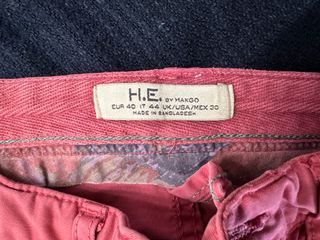 H.E. BY MANGO
EUR 40 IT 44 UK/USA/MEX 30
MADE IN BANGLADESH